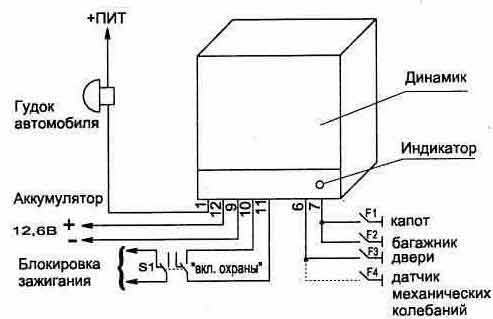 +ПИТ
Гудок
автомобиля
Динамик
Индикатор
Аккумулятор
12,6В
+
-
1
12
9
10
11
6
7
F1
капот
F2
багажник
F3
двери
F4
датчик
механических
колебаний
Блокировка
зажигания
S1
"вкл. охраны"